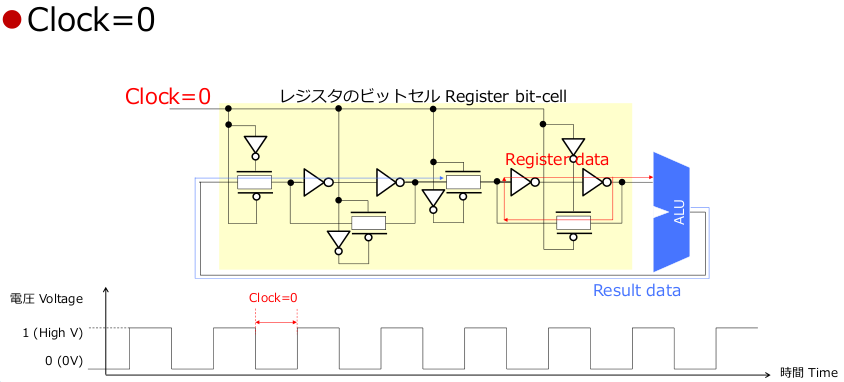 Clock=0
レジスタのビットセル Register bit-cell
Clock=0
Register data
ALU
Result data
電圧 Voltage
Clock=0
1 (High V)
0 (0V)
時間 Time